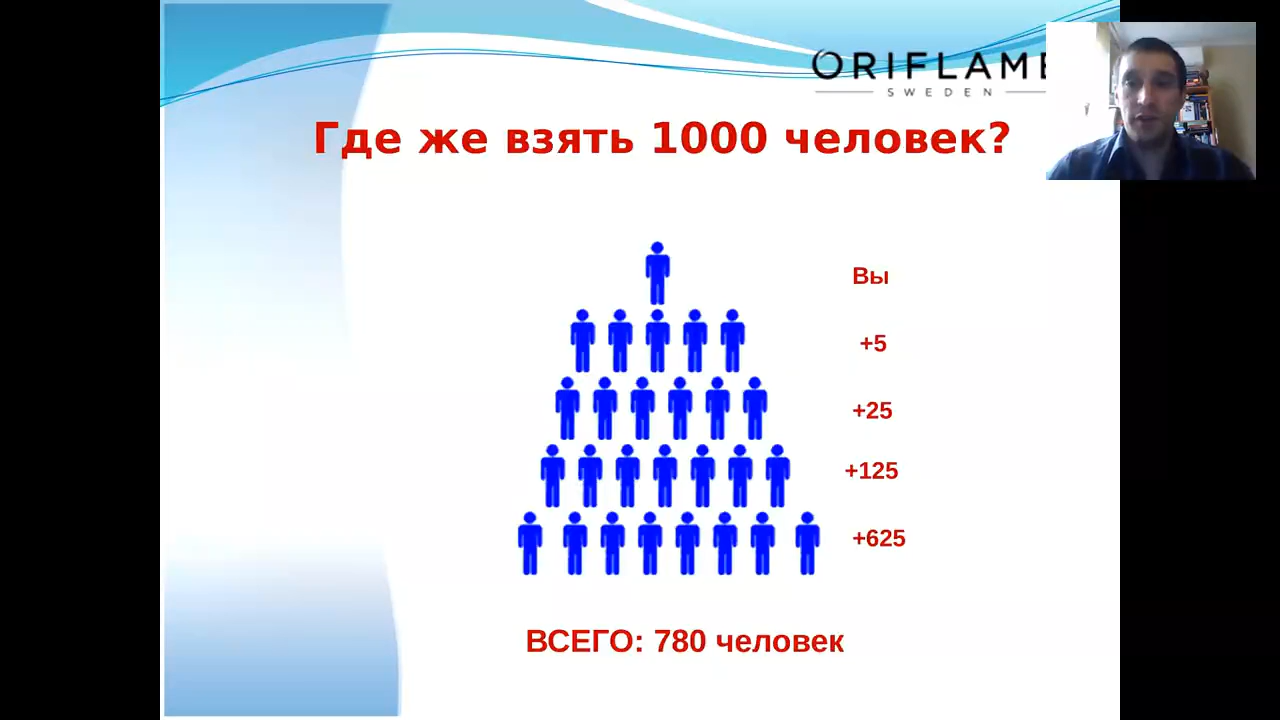 ORIFLAME
SWEDEN
Где же взять 1000 человек?
Вы
+5
+25
+125
+625
ВСЕГО: 780 человек